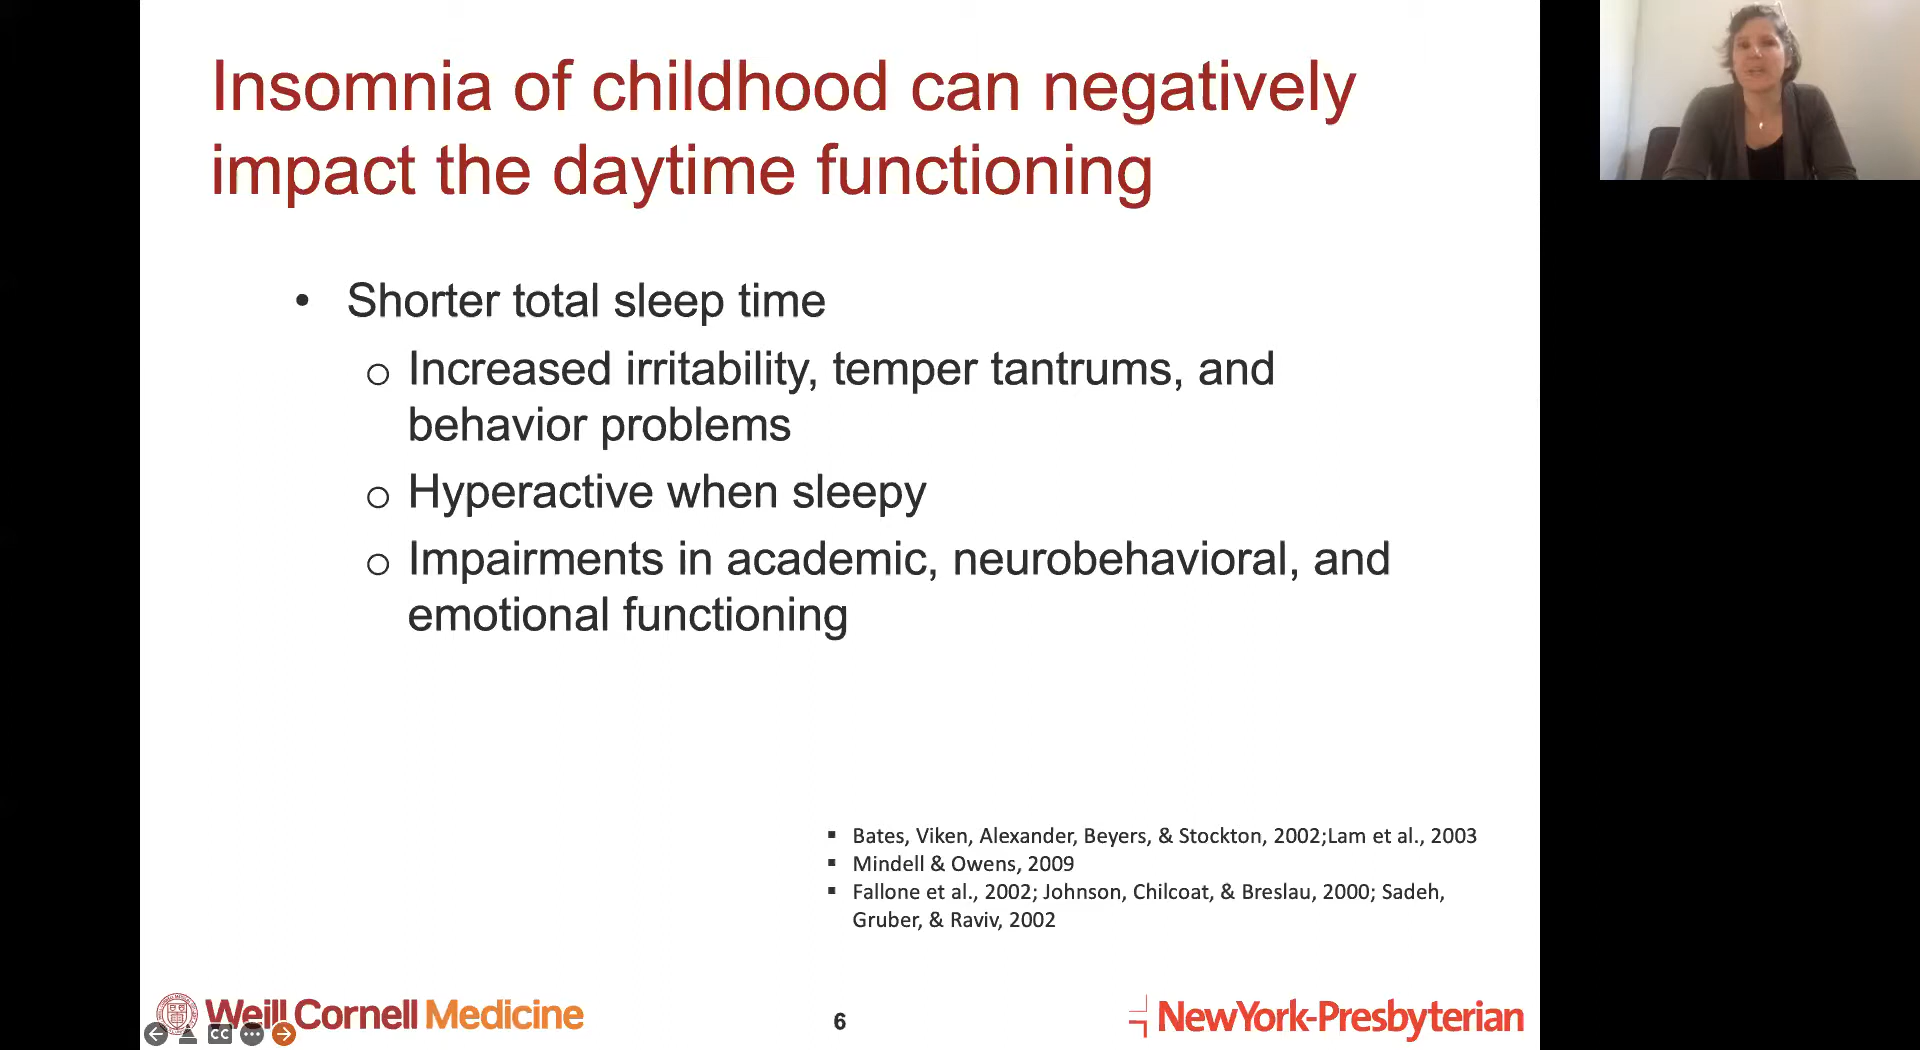 Insomnia of childhood can negatively
impact the daytime functioning
• Shorter total sleep time
o Increased irritability, temper tantrums, and
behavior problems
o Hyperactive when sleepy
o Impairments in academic, neurobehavioral, and
emotional functioning
▪ Bates, Viken, Alexander, Beyers, & Stockton, 2002;Lam et al., 2003
▪ Mindell & Owens, 2009
▪ Fallone et al., 2002; Johnson, Chilcoat, & Breslau, 2000; Sadeh,
Gruber, & Raviv, 2002
Weill Cornell Medicine
CC
6
NewYork-Presbyterian